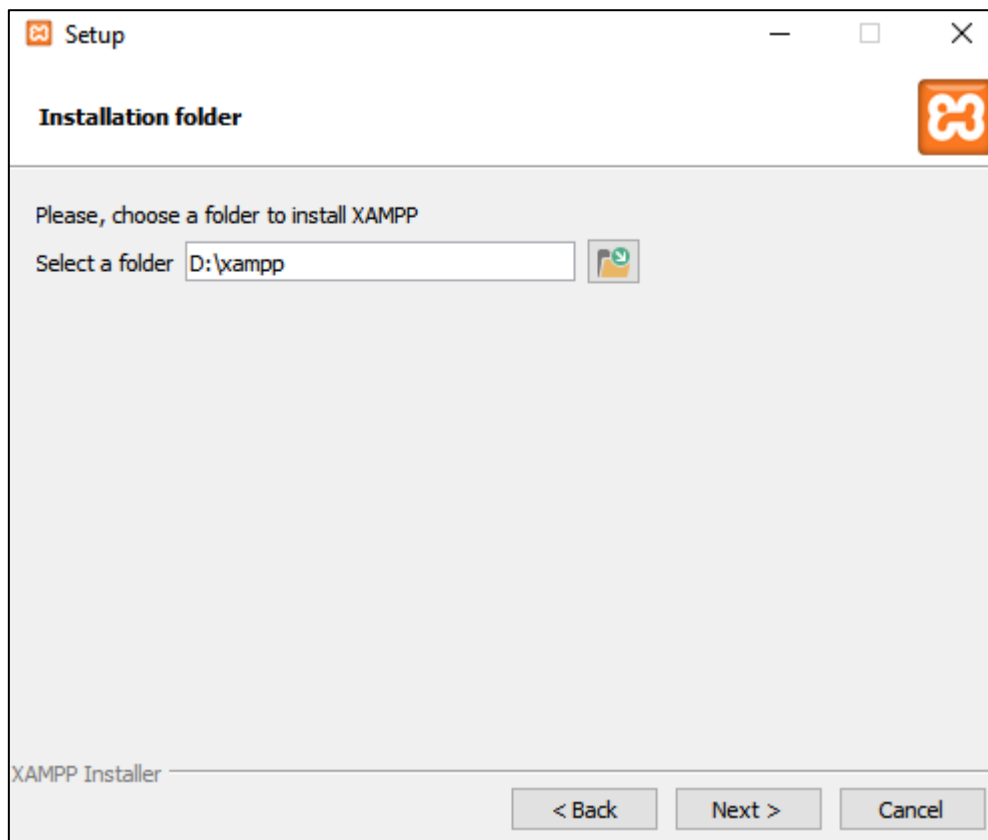 Setup
Installation folder
Please, choose a folder to install XAMPP
Select a folder D:\xampp
XAMPP Installer
< Back Next > Cancel